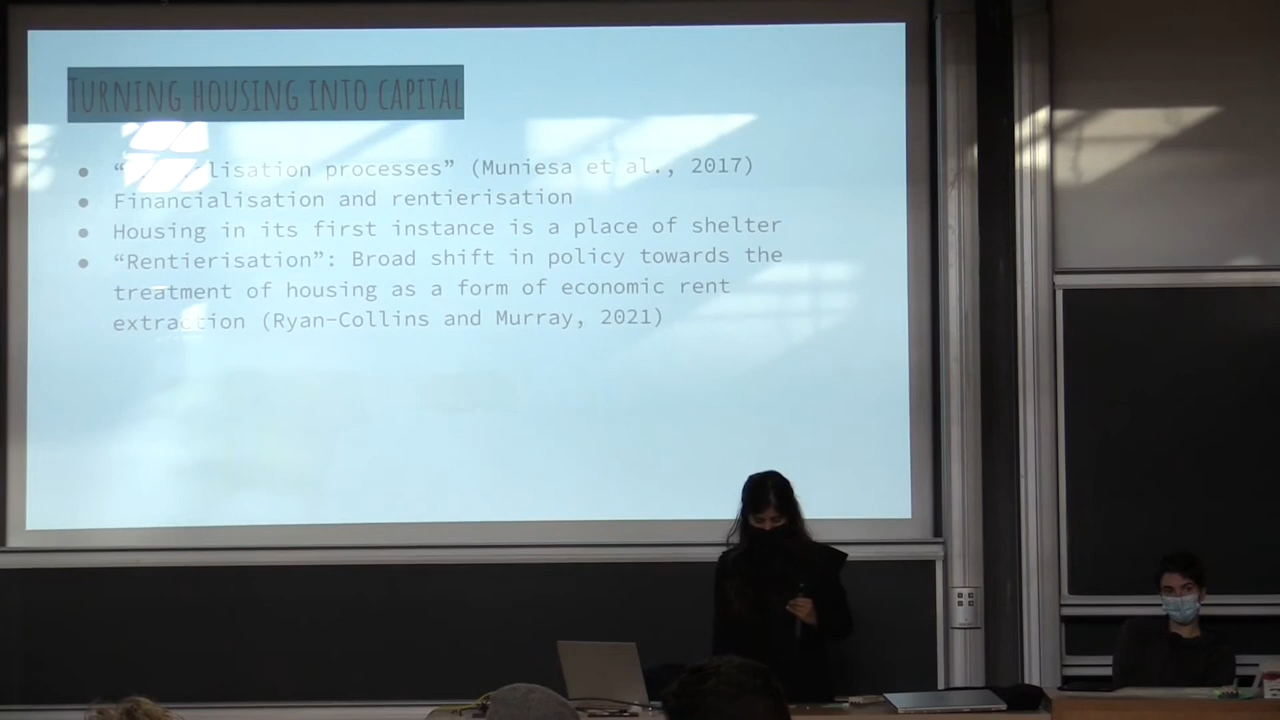 TURNING HOUSING INTO CAPITAL
processes” (Muniesa et al., 2017)
Financialisation and rentierisation
Housing in its first instance is a place of shelter
“Rentierisation”: Broad shift in policy towards the
treatment of housing as a form of economic rent
extraction (Ryan-Collins and Murray, 2021)